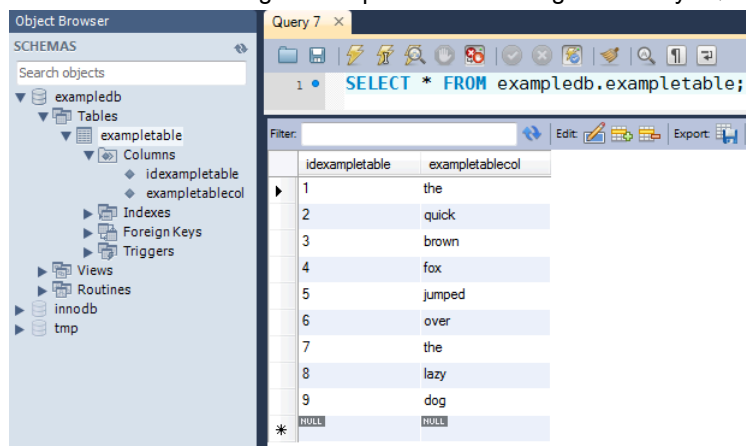 Object Browser
SCHEMAS
Search objects
exampledb
Tables
exampletable
Columns
idexampletable
exampletablecol
Indexes
Foreign Keys
Triggers
Views
Routines
innodb
tmp
Query 7 ×
1 SELECT * FROM exampledb.exampletable;
Filter: Edit: Export:
idexampletable exampletablecol
1 the
2 quick
3 brown
4 fox
5 jumped
6 over
7 the
8 lazy
9 dog
* NULL NULL